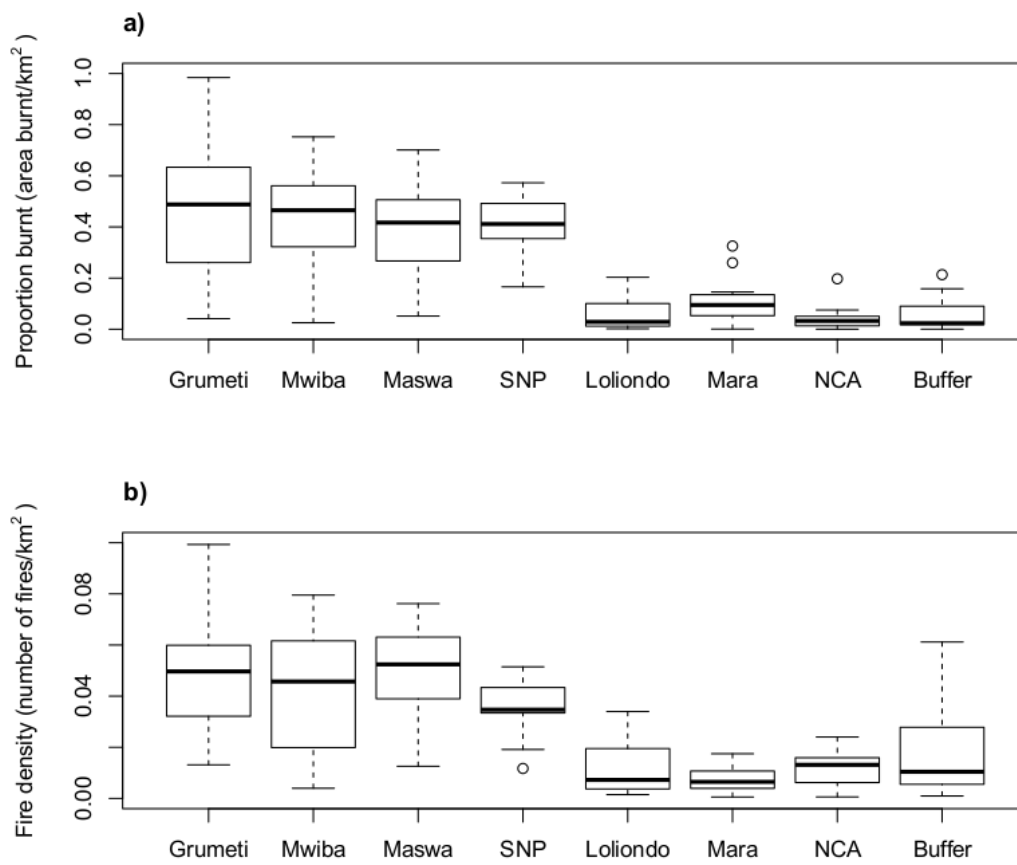 a)
Proportion burnt (area burnt/km²)
1.0
0.8
0.6
0.4
0.2
0.0
Grumeti Mwiba Maswa SNP Loliondo Mara NCA Buffer
b)
Fire density (number of fires/km²)
0.08
0.04
0.00
Grumeti Mwiba Maswa SNP Loliondo Mara NCA Buffer